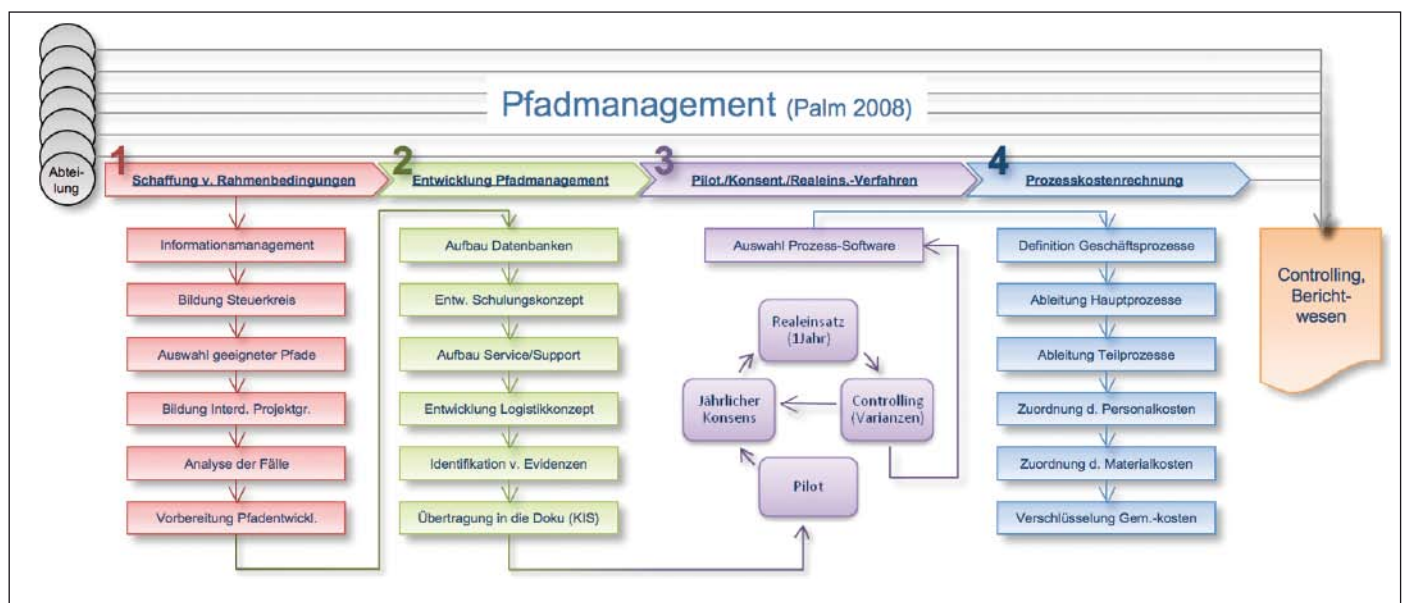 Pfadmanagement (Palm 2008)
Abtei-
lung
1
Schaffung v. Rahmenbedingungen
Informationsmanagement
Bildung Steuerkreis
Auswahl geeigneter Pfade
Bildung Interd. Projektgr.
Analyse der Fälle
Vorbereitung Pfadentwickl.
2
Entwicklung Pfadmanagement
Aufbau Datenbanken
Entw. Schulungskonzept
Aufbau Service/Support
Entwicklung Logistikkonzept
Identifikation v. Evidenzen
Übertragung in die Doku (KIS)
3
Pilot./Konsent./Realeins.-Verfahren
Auswahl Prozess-Software
Realeinsatz
(1Jahr)
Jährlicher
Konsens
Controlling
(Varianzen)
Pilot
4
Prozesskostenrechnung
Definition Geschäftsprozesse
Ableitung Hauptprozesse
Ableitung Teilprozesse
Zuordnung d. Personalkosten
Zuordnung d. Materialkosten
Verschlüsselung Gem.-kosten
Controlling,
Bericht-
wesen